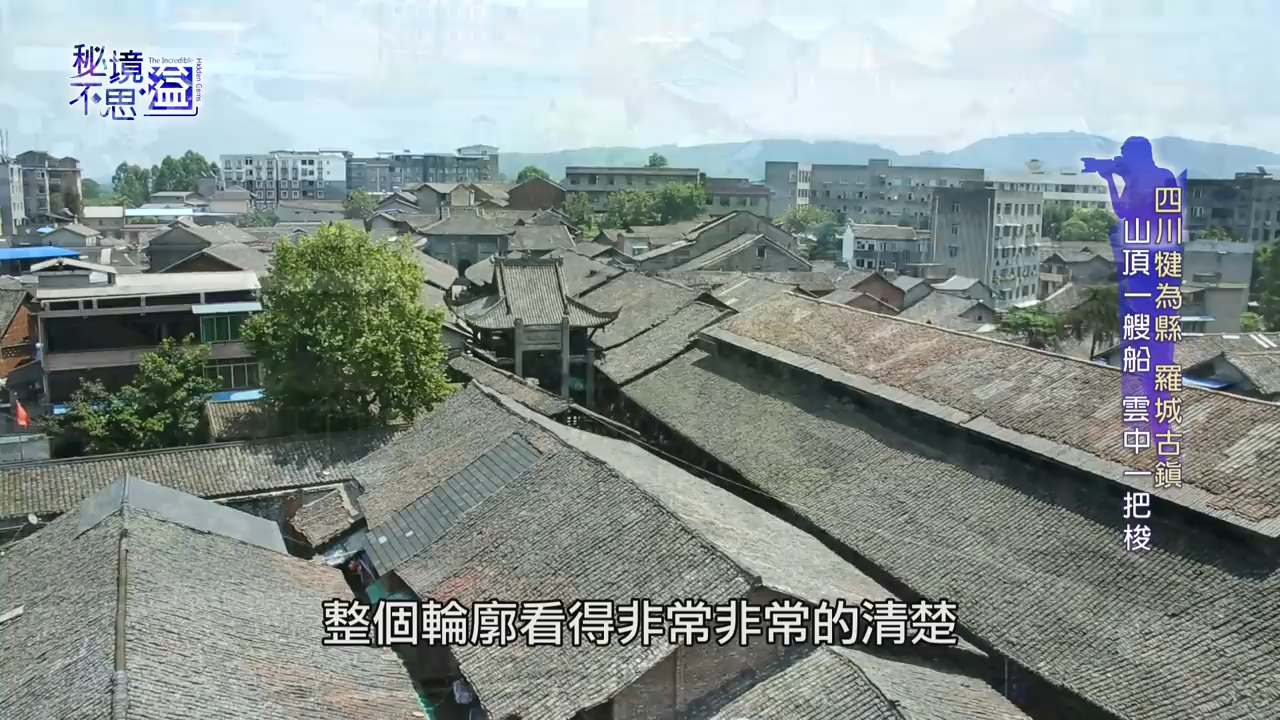 秘境
不思·溢
The Incredible
Hidden Gems
四川犍為縣 羅城古鎮
山頂一艘船 雲中一把梭
整個輪廓看得非常非常的清楚